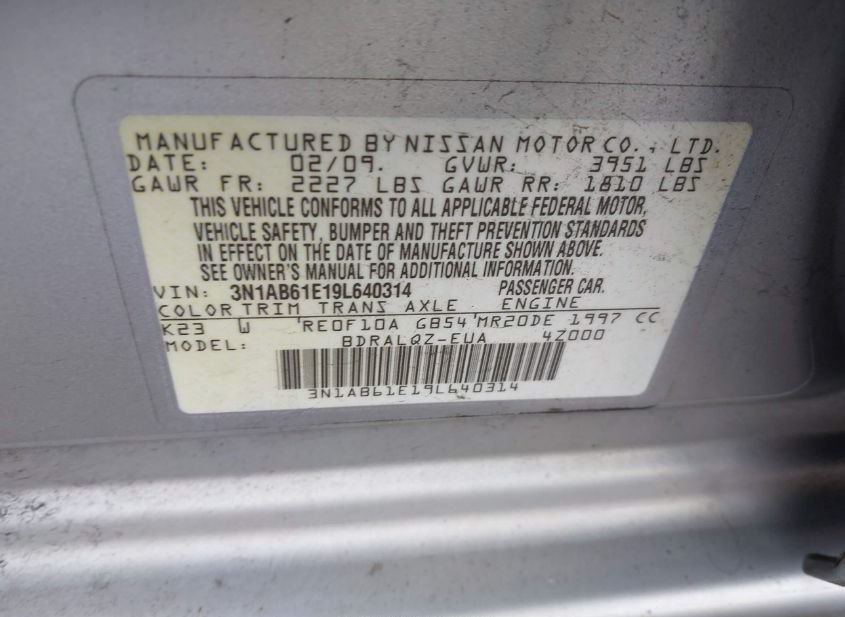 MANUFACTURED BY NISSAN MOTOR CO., LTD.
DATE: 02/09. GVWR: 3951 LBS
GAWR FR: 2227 LBS GAWR RR: 1810 LBS
THIS VEHICLE CONFORMS TO ALL APPLICABLE FEDERAL MOTOR,
VEHICLE SAFETY, BUMPER AND THEFT PREVENTION STANDARDS
IN EFFECT ON THE DATE OF MANUFACTURE SHOWN ABOVE.
SEE OWNER'S MANUAL FOR ADDITIONAL INFORMATION.
VIN: 3N1AB61E19L640314 PASSENGER CAR.
COLOR TRIM TRANS AXLE ENGINE
K23 W 'RE0F10A GB54'MR20DE 1997 CC
MODEL: BDRALQZ-EUA 4Z000
3N1AB61E19L640314